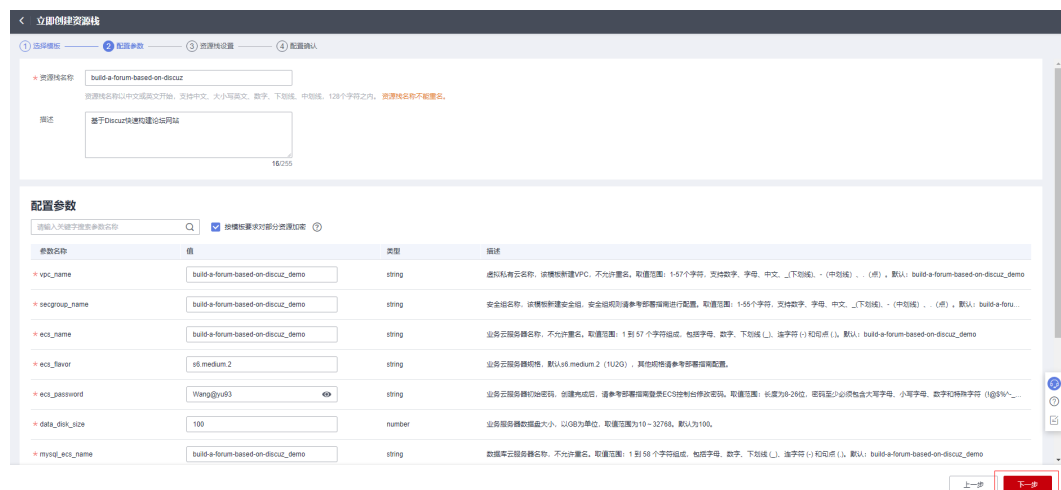 立即创建资源栈
1 选择模板
2 配置参数
3 资源栈设置
4 配置确认
* 资源栈名称 build-a-forum-based-on-discuz
资源栈名称以中文或英文开始，支持中文、大小写英文、数字、下划线、中划线，128个字符之内。 资源栈名称不能重名。
描述 基于Discuz快速构建论坛网站
16/255
配置参数
请输入关键字搜索参数名称 按模板要求对部分资源加密
参数名称 值 类型 描述
* vpc_name build-a-forum-based-on-discuz_demo string 虚拟私有云名称，该模板新建VPC，不允许重名。取值范围：1-57个字符，支持数字、字母、中文、_(下划线)、-（中划线）、.（点）。默认：build-a-forum-based-on-discuz_demo
* secgroup_name build-a-forum-based-on-discuz_demo string 安全组名称，该模板新建安全组，安全组规则请参考部署指南进行配置。取值范围：1-55个字符，支持数字、字母、中文、_(下划线)、-（中划线）、.（点）。默认：build-a-foru...
* ecs_name build-a-forum-based-on-discuz_demo string 业务云服务器名称，不允许重名。取值范围：1 到 57 个字符组成，包括字母、数字、下划线 (_)、连字符 (-) 和句点 (.)。默认：build-a-forum-based-on-discuz_demo
* ecs_flavor s6.medium.2 string 业务云服务器规格，默认s6.medium.2（1U2G），其他规格请参考部署指南配置。
* ecs_password Wang@yu93 string 业务云服务器初始密码，创建完成后，请参考部署指南登录ECS控制台修改密码。取值范围：长度为8-26位，密码至少必须包含大写字母、小写字母、数字和特殊字符（!@$%^-_...
* data_disk_size 100 number 业务服务器数据盘大小，以GB为单位，取值范围为10～32768。默认为100。
* mysql_ecs_name build-a-forum-based-on-discuz_demo string 数据库云服务器名称，不允许重名。取值范围：1 到 58 个字符组成，包括字母、数字、下划线 (_)、连字符 (-) 和句点 (.)。默认：build-a-forum-based-on-discuz_demo
上一步 下一步